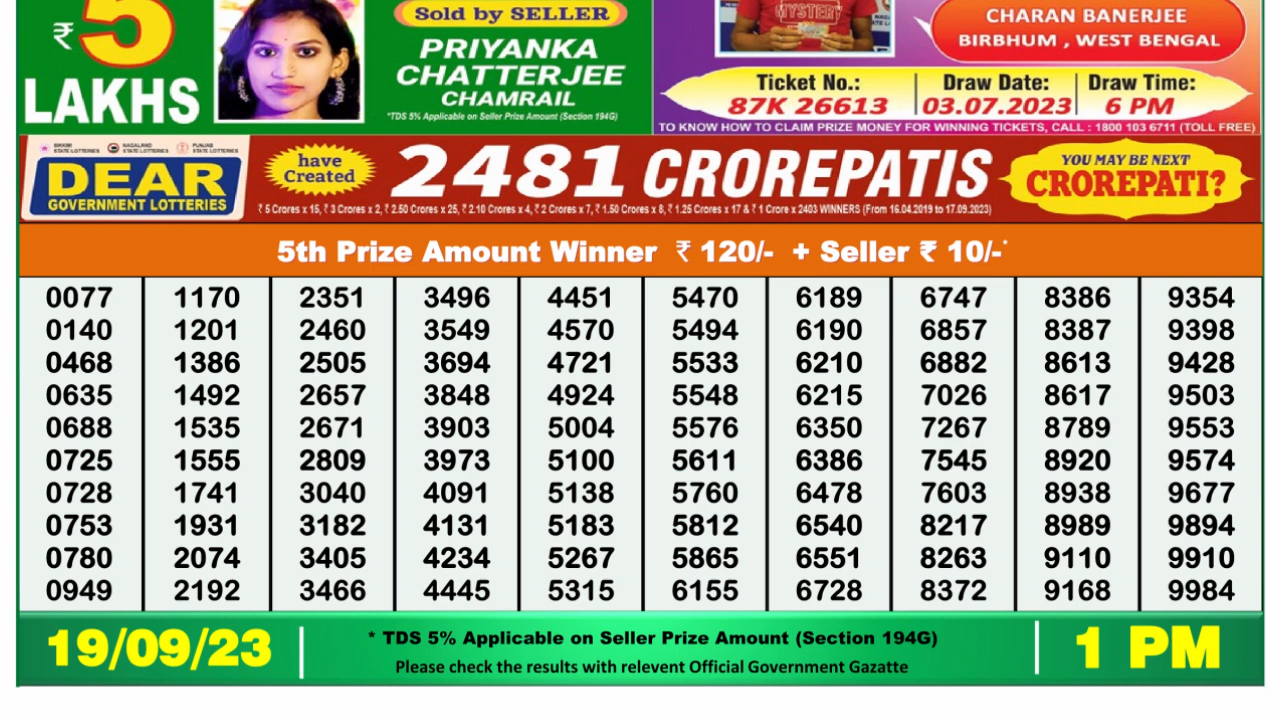 ₹ 5
LAKHS
Sold by SELLER
PRIYANKA
CHATTERJEE
CHAMRAIL
*TDS 5% Applicable on Seller Prize Amount (Section 194G)
MYSTERY
CHARAN BANERJEE
BIRBHUM , WEST BENGAL
Ticket No.: Draw Date: Draw Time:
87K 26613 03.07.2023 6 PM
TO KNOW HOW TO CLAIM PRIZE MONEY FOR WINNING TICKETS, CALL : 1800 103 6711 (TOLL FREE)
SIKKIM STATE LOTTERIES NAGALAND STATE LOTTERIES PUNJAB STATE LOTTERIES
DEAR
GOVERNMENT LOTTERIES
have
Created
2481 CROREPATIS
₹ 5 Crores x 15, ₹ 3 Crores x 2, ₹ 2.50 Crores x 25, ₹ 2.10 Crores x 4, ₹ 2 Crores x 7, ₹ 1.50 Crores x 8, ₹ 1.25 Crores x 17 & ₹ 1 Crore x 2403 WINNERS (From 16.04.2019 to 17.09.2023)
YOU MAY BE NEXT
CROREPATI?
5th Prize Amount Winner ₹ 120/- + Seller ₹ 10/-*
0077 1170 2351 3496 4451 5470 6189 6747 8386 9354
0140 1201 2460 3549 4570 5494 6190 6857 8387 9398
0468 1386 2505 3694 4721 5533 6210 6882 8613 9428
0635 1492 2657 3848 4924 5548 6215 7026 8617 9503
0688 1535 2671 3903 5004 5576 6350 7267 8789 9553
0725 1555 2809 3973 5100 5611 6386 7545 8920 9574
0728 1741 3040 4091 5138 5760 6478 7603 8938 9677
0753 1931 3182 4131 5183 5812 6540 8217 8989 9894
0780 2074 3405 4234 5267 5865 6551 8263 9110 9910
0949 2192 3466 4445 5315 6155 6728 8372 9168 9984
19/09/23
* TDS 5% Applicable on Seller Prize Amount (Section 194G)
Please check the results with relevent Official Government Gazatte
1 PM